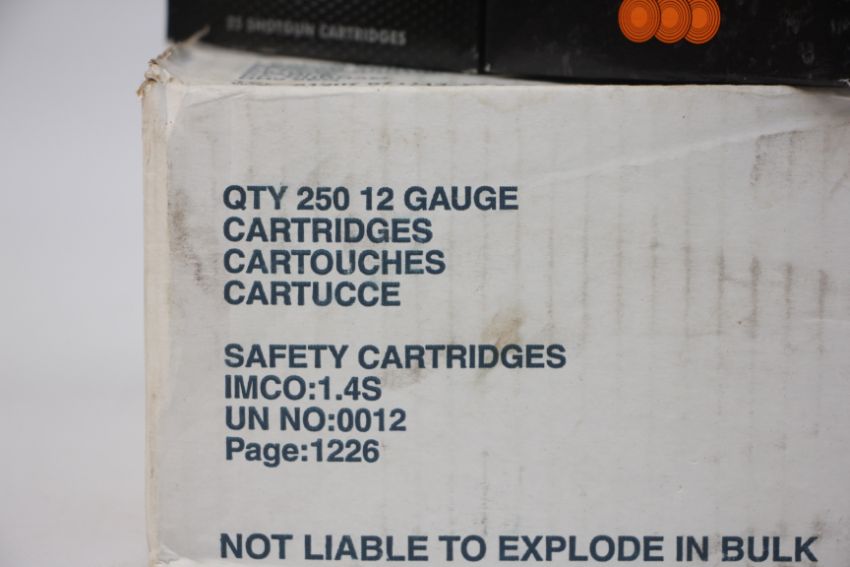 25 SHOTGUN CARTRIDGES
QTY 250 12 GAUGE
CARTRIDGES
CARTOUCHES
CARTUCCE
SAFETY CARTRIDGES
IMCO:1.4S
UN NO:0012
Page:1226
NOT LIABLE TO EXPLODE IN BULK